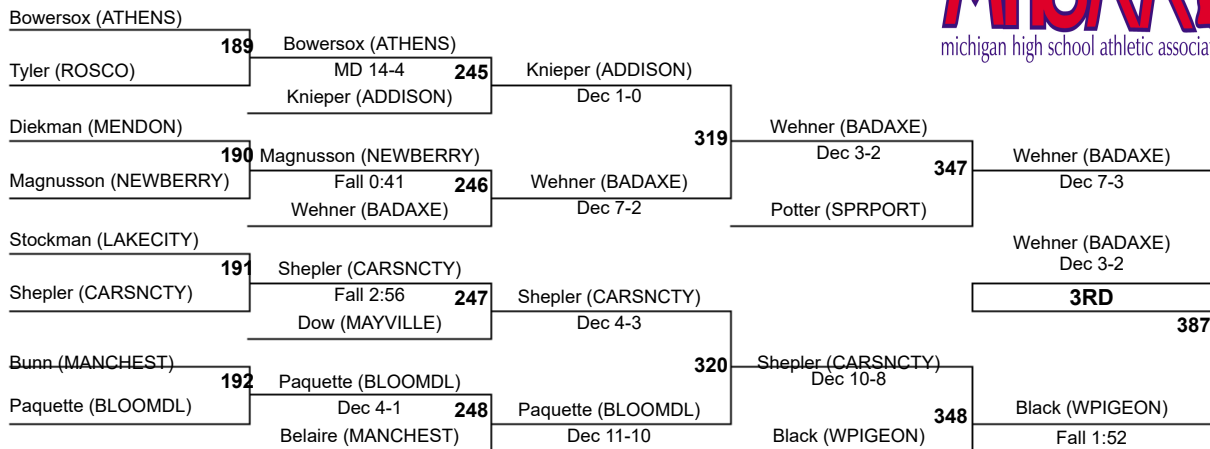 Bowersox (ATHENS)
189
Tyler (ROSCO)
Bowersox (ATHENS)
MD 14-4
245
Knieper (ADDISON)
Knieper (ADDISON)
Dec 1-0
Diekman (MENDON)
190
Magnusson (NEWBERRY)
Magnusson (NEWBERRY)
Fall 0:41
246
Wehner (BADAXE)
Wehner (BADAXE)
Dec 7-2
319
Wehner (BADAXE)
Dec 3-2
347
Potter (SPRPORT)
Wehner (BADAXE)
Dec 7-3
Stockman (LAKECITY)
191
Shepler (CARSNCTY)
Shepler (CARSNCTY)
Fall 2:56
247
Dow (MAYVILLE)
Shepler (CARSNCTY)
Dec 4-3
Bunn (MANCHEST)
192
Paquette (BLOOMDL)
Paquette (BLOOMDL)
Dec 4-1
248
Belaire (MANCHEST)
Paquette (BLOOMDL)
Dec 11-10
320
Shepler (CARSNCTY)
Dec 10-8
348
Black (WPIGEON)
Black (WPIGEON)
Fall 1:52
Wehner (BADAXE)
Dec 3-2
3RD
387
michigan high school athletic associat